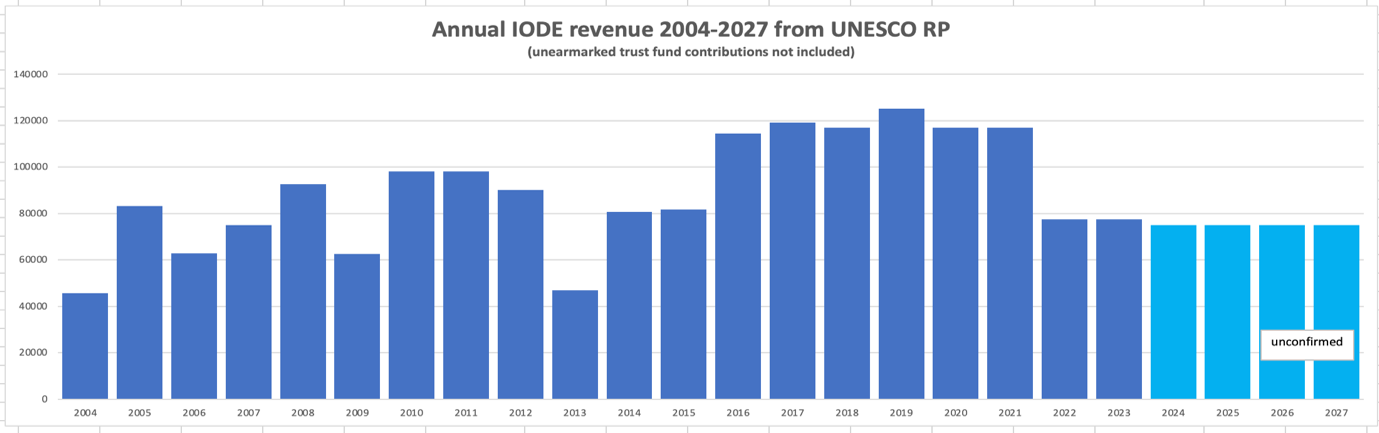 Annual IODE revenue 2004-2027 from UNESCO RP
(unearmarked trust fund contributions not included)
140000
120000
100000
80000
60000
40000
20000
0
unconfirmed
2004 2005 2006 2007 2008 2009 2010 2011 2012 2013 2014 2015 2016 2017 2018 2019 2020 2021 2022 2023 2024 2025 2026 2027